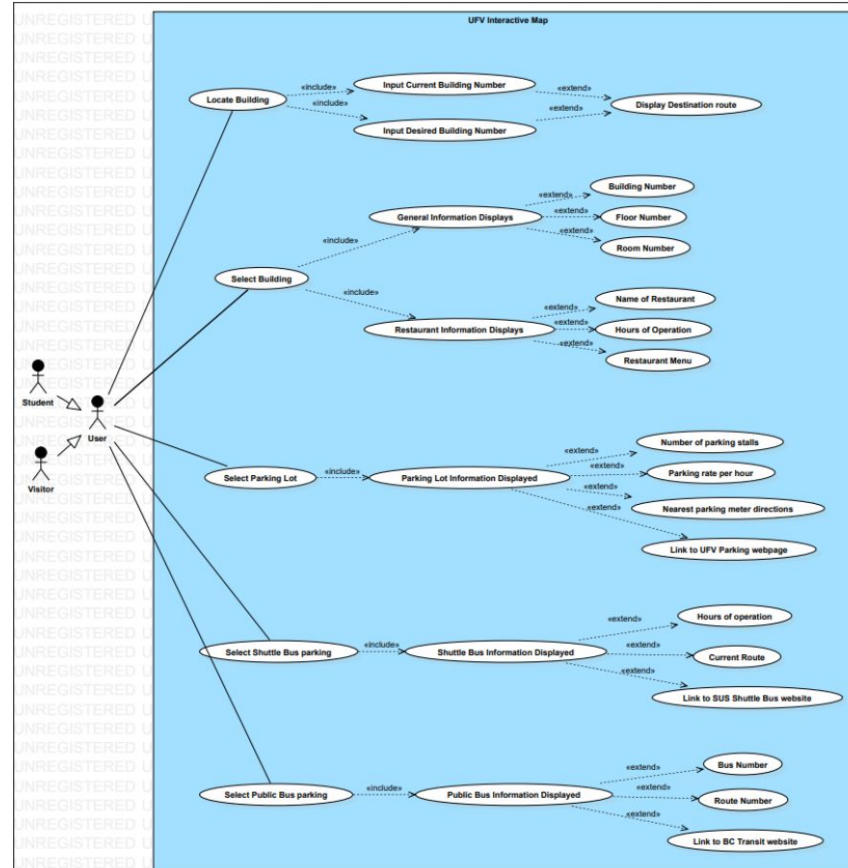 UFV Interactive Map
Locate Building
«include»
«include»
Input Current Building Number
Input Desired Building Number
«extend»
«extend»
Display Destination route
Select Building
«include»
«include»
General Information Displays
«extend»
«extend»
«extend»
Building Number
Floor Number
Room Number
Restaurant Information Displays
«extend»
«extend»
«extend»
Name of Restaurant
Hours of Operation
Restaurant Menu
Student
Visitor
User
Select Parking Lot
«include»
Parking Lot Information Displayed
«extend»
«extend»
«extend»
«extend»
Number of parking stalls
Parking rate per hour
Nearest parking meter directions
Link to UFV Parking webpage
Select Shuttle Bus parking
«include»
Shuttle Bus Information Displayed
«extend»
«extend»
«extend»
Hours of operation
Current Route
Link to SUS Shuttle Bus website
Select Public Bus parking
«include»
Public Bus Information Displayed
«extend»
«extend»
«extend»
Bus Number
Route Number
Link to BC Transit website